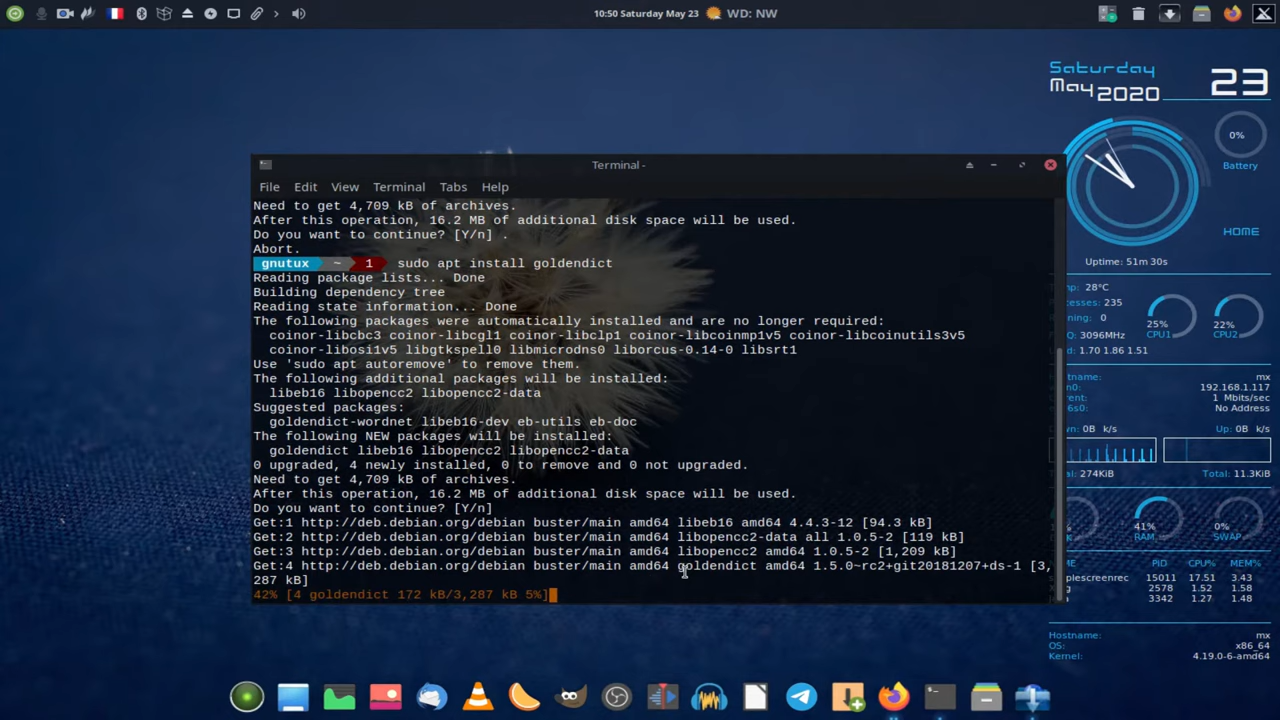 10:50 Saturday May 23 WD: NW
Saturday
May 2020
23
0%
Battery
HOME
Uptime: 51m 30s
Terminal -
File Edit View Terminal Tabs Help
Need to get 4,709 kB of archives.
After this operation, 16.2 MB of additional disk space will be used.
Do you want to continue? [Y/n] .
Abort.
gnutux ~ 1 sudo apt install goldendict
Reading package lists... Done
Building dependency tree
Reading state information... Done
The following packages were automatically installed and are no longer required:
coinor-libcbc3 coinor-libcgl1 coinor-libclp1 coinor-libcoinmp1v5 coinor-libcoinutils3v5
coinor-libosi1v5 libgtkspell0 libmicrodns0 liborcus-0.14-0 libsrt1
Use 'sudo apt autoremove' to remove them.
The following additional packages will be installed:
libeb16 libopencc2 libopencc2-data
Suggested packages:
goldendict-wordnet libeb16-dev eb-utils eb-doc
The following NEW packages will be installed:
goldendict libeb16 libopencc2 libopencc2-data
0 upgraded, 4 newly installed, 0 to remove and 0 not upgraded.
Need to get 4,709 kB of archives.
After this operation, 16.2 MB of additional disk space will be used.
Do you want to continue? [Y/n]
Get:1 http://deb.debian.org/debian buster/main amd64 libeb16 amd64 4.4.3-12 [94.3 kB]
Get:2 http://deb.debian.org/debian buster/main amd64 libopencc2-data all 1.0.5-2 [119 kB]
Get:3 http://deb.debian.org/debian buster/main amd64 libopencc2 amd64 1.0.5-2 [1,209 kB]
Get:4 http://deb.debian.org/debian buster/main amd64 goldendict amd64 1.5.0~rc2+git20181207+ds-1 [3,
287 kB]
42% [4 goldendict 172 kB/3,287 kB 5%]
mp: 28°C
cesses: 235
ning: 0
Q: 3096MHz
d: 1.70 1.86 1.51
25%
CPU1
22%
CPU2
tname: mx
n0: 192.168.1.117
rent: 1 Mbits/sec
6s0: No Address
wn: 0B k/s Up: 0B k/s
al: 274KiB Total: 11.3KiB
41%
RAM
0%
SWAP
ME PID CPU% MEM%
plescreenrec 15011 17.51 3.43
g 2578 1.52 1.58
3342 1.27 1.48
Hostname: mx
OS: x86_64
Kernel: 4.19.0-6-amd64